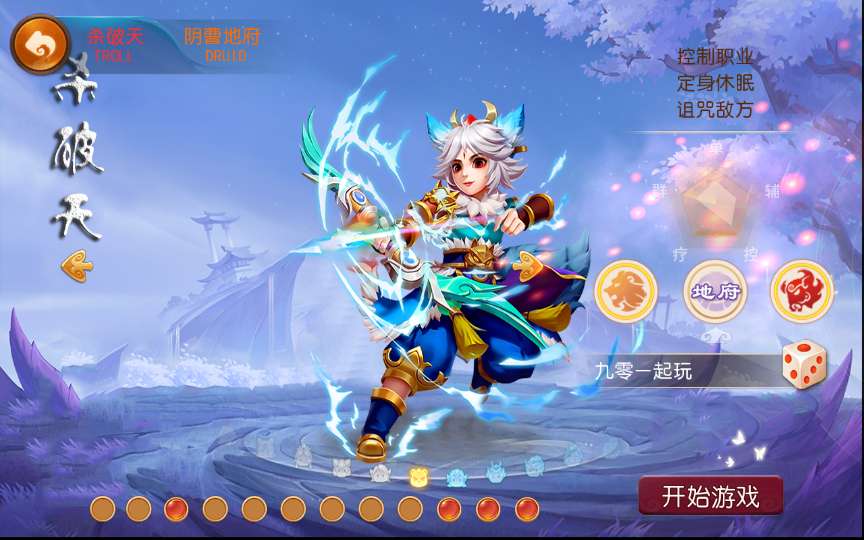 杀破天 阴曹地府
TROLL DRUID
杀破天
控制职业
定身休眠
诅咒敌方
单
群 辅
疗 控
地府
九零一起玩
开始游戏